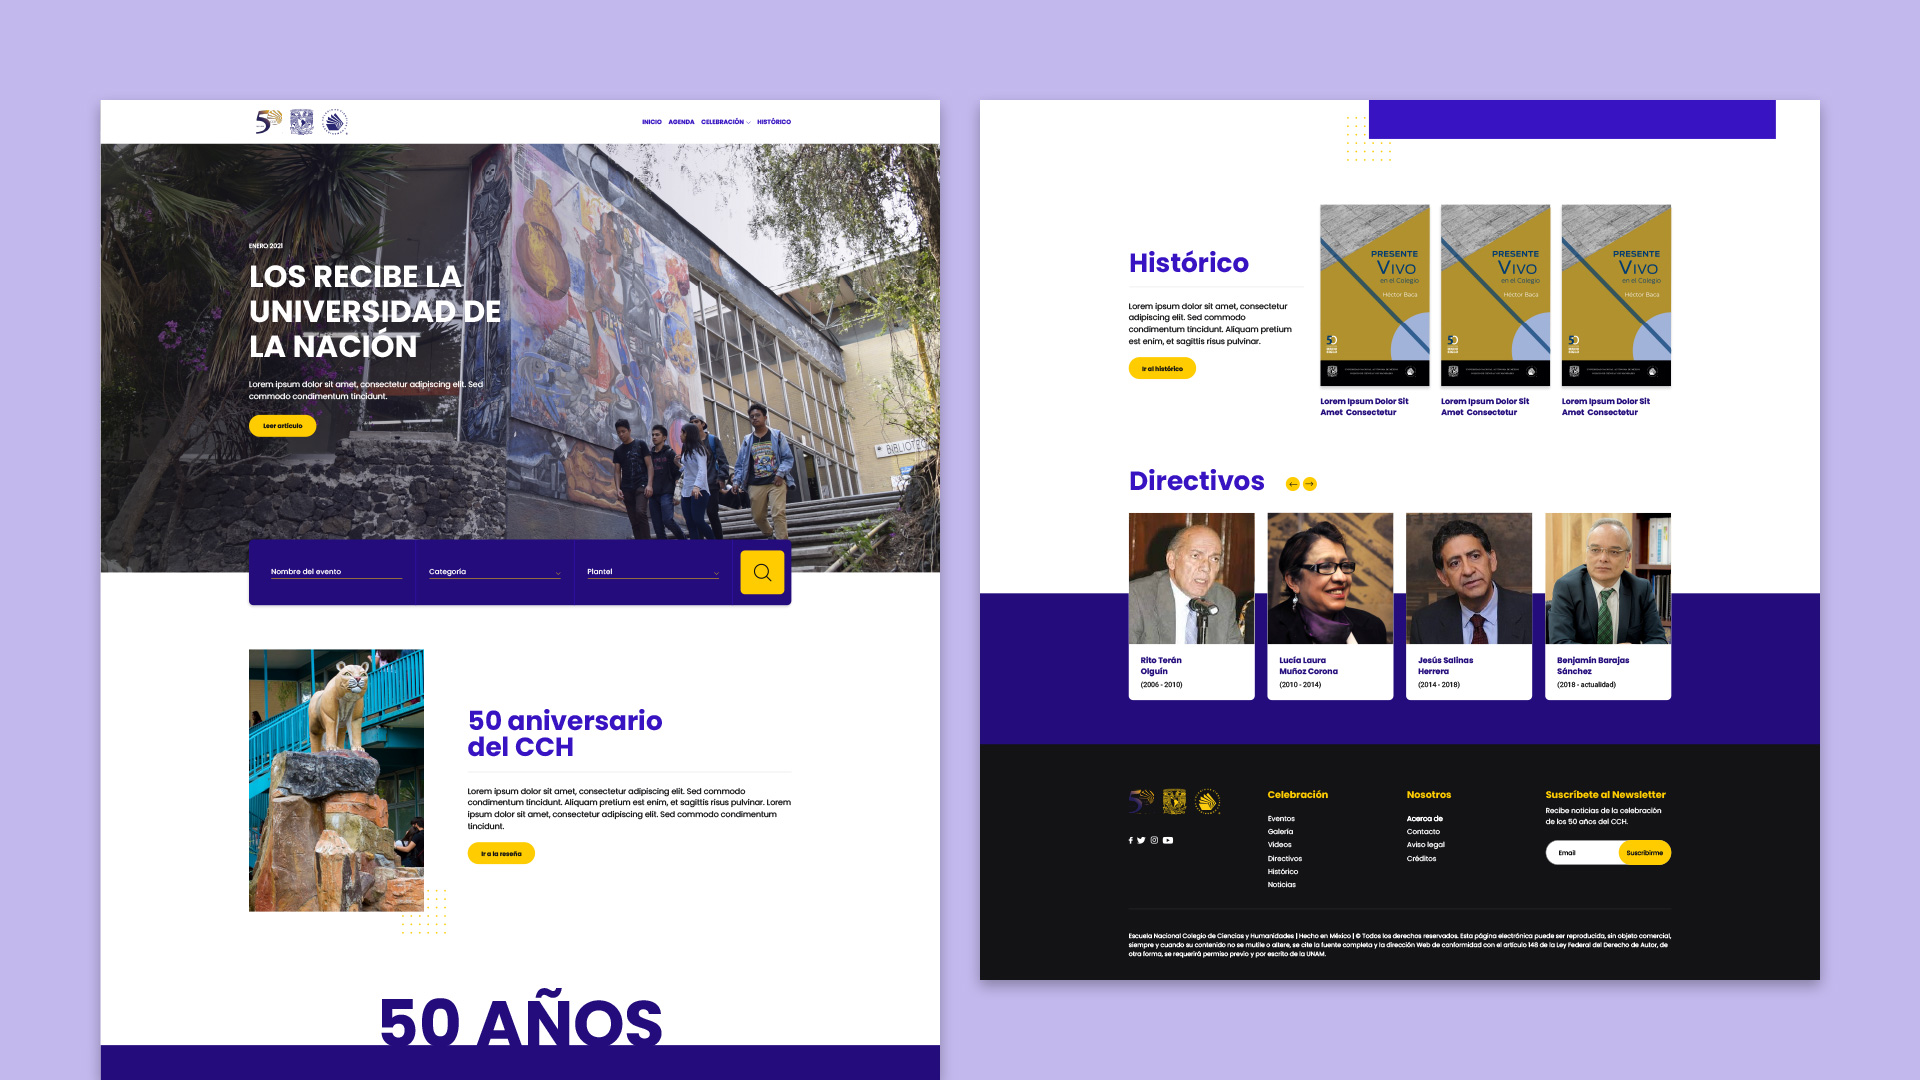 50
INICIO AGENDA CELEBRACIÓN HISTÓRICO
ENERO 2021
LOS RECIBE LA
UNIVERSIDAD DE
LA NACIÓN
Lorem ipsum dolor sit amet, consectetur adipiscing elit. Sed
commodo condimentum tincidunt.
Leer artículo
BIBLIOTEC
Nombre del evento
Categoría
Plantel
50 aniversario
del CCH
Lorem ipsum dolor sit amet, consectetur adipiscing elit. Sed commodo
condimentum tincidunt. Aliquam pretium est enim, et sagittis risus pulvinar. Lorem
ipsum dolor sit amet, consectetur adipiscing elit. Sed commodo condimentum
tincidunt.
Ir a la reseña
50 AÑOS
Histórico
Lorem ipsum dolor sit amet, consectetur
adipiscing elit. Sed commodo
condimentum tincidunt. Aliquam pretium
est enim, et sagittis risus pulvinar.
Ir al histórico
PRESENTE
VIVO
en el Colegio
Héctor Baca
50
Lorem Ipsum Dolor Sit
Amet Consectetur
PRESENTE
VIVO
en el Colegio
Héctor Baca
50
Lorem Ipsum Dolor Sit
Amet Consectetur
PRESENTE
VIVO
en el Colegio
Héctor Baca
50
Lorem Ipsum Dolor Sit
Amet Consectetur
Directivos
Rito Terán
Olguín
(2006 - 2010)
Lucía Laura
Muñoz Corona
(2010 - 2014)
Jesús Salinas
Herrera
(2014 - 2018)
Benjamín Barajas
Sánchez
(2018 - actualidad)
50
Celebración
Eventos
Galería
Videos
Directivos
Histórico
Noticias
Nosotros
Acerca de
Contacto
Aviso legal
Créditos
Suscríbete al Newsletter
Recibe noticias de la celebración
de los 50 años del CCH.
Email
Suscribirme
Escuela Nacional Colegio de Ciencias y Humanidades | Hecho en México | © Todos los derechos reservados. Esta página electrónica puede ser reproducida, sin objeto comercial,
siempre y cuando su contenido no se mutile o altere, se cite la fuente completa y la dirección Web de conformidad con el artículo 148 de la Ley Federal del Derecho de Autor, de
otra forma, se requerirá permiso previo y por escrito de la UNAM.